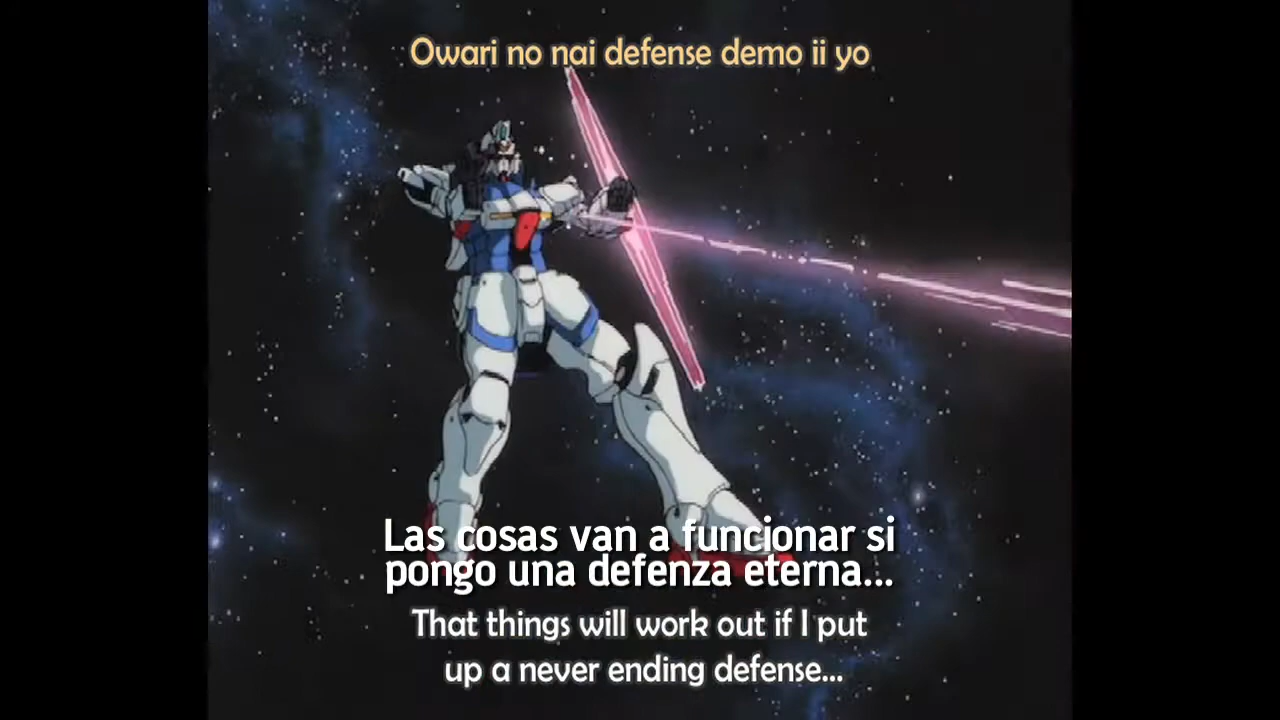 Owari no nai defense demo ii yo
Las cosas van a funcionar si
pongo una defenza eterna...
That things will work out if I put
up a never ending defense...